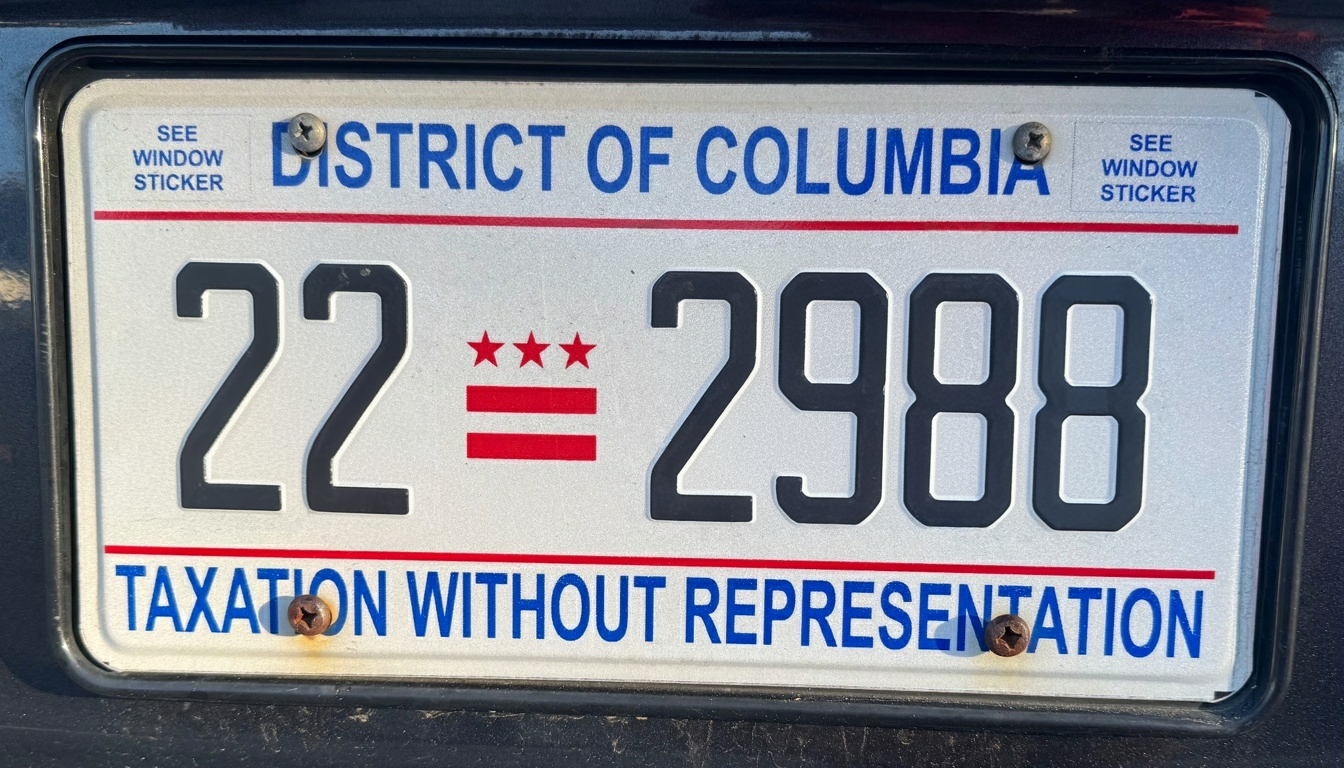 SEE WINDOW STICKER
DISTRICT OF COLUMBIA
SEE WINDOW STICKER
22 2988
TAXATION WITHOUT REPRESENTATION